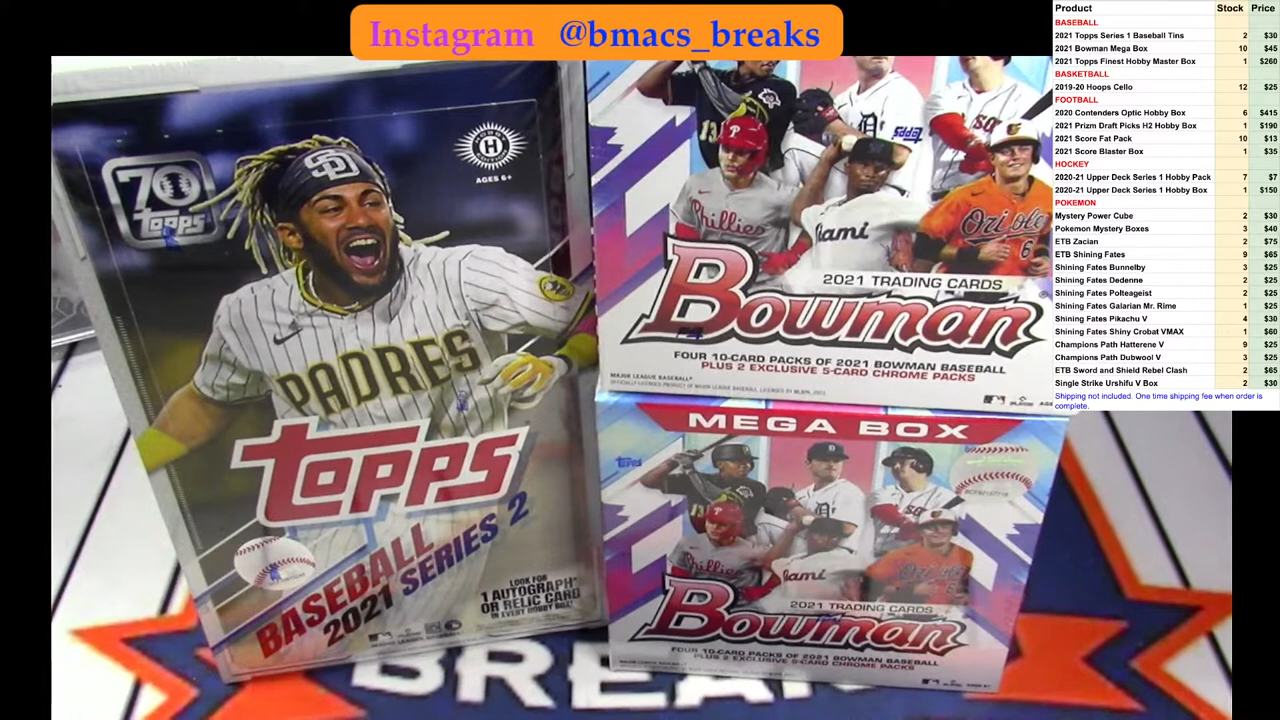 Instagram @bmacs_breaks
Product Stock Price
BASEBALL
2021 Topps Series 1 Baseball Tins 2 $30
2021 Bowman Mega Box 10 $45
2021 Topps Finest Hobby Master Box 1 $260
BASKETBALL
2019-20 Hoops Cello 12 $25
FOOTBALL
2020 Contenders Optic Hobby Box 6 $415
2021 Prizm Draft Picks H2 Hobby Box 1 $190
2021 Score Fat Pack 10 $13
2021 Score Blaster Box 1 $35
HOCKEY
2020-21 Upper Deck Series 1 Hobby Pack 7 $7
2020-21 Upper Deck Series 1 Hobby Box 1 $150
POKEMON
Mystery Power Cube 2 $30
Pokemon Mystery Boxes 3 $40
ETB Zacian 2 $75
ETB Shining Fates 9 $65
Shining Fates Bunnelby 3 $25
Shining Fates Dedenne 2 $25
Shining Fates Polteageist 2 $25
Shining Fates Galarian Mr. Rime 1 $25
Shining Fates Pikachu V 4 $30
Shining Fates Shiny Crobat VMAX 1 $60
Champions Path Hatterene V 9 $25
Champions Path Dubwool V 3 $25
ETB Sword and Shield Rebel Clash 2 $65
Single Strike Urshifu V Box 2 $30
Shipping not included. One time shipping fee when order is
complete.
70
topps
SD
HOBBY
H
EDITION
AGES 6+
PADRES
topps
BASEBALL
2021 SERIES 2
LOOK FOR
1 AUTOGRAPH*
OR RELIC CARD
IN EVERY HOBBY BOX!
13
Phillies
iami
Orioles
6
2021 TRADING CARDS
Bowman
FOUR 10-CARD PACKS OF 2021 BOWMAN BASEBALL
PLUS 2 EXCLUSIVE 5-CARD CHROME PACKS
MEGA BOX
topps
13
Phillies
iami
2021 TRADING CARDS
Bowman
FOUR 10-CARD PACKS OF 2021 BOWMAN BASEBALL
PLUS 2 EXCLUSIVE 5-CARD CHROME PACKS
BREAK